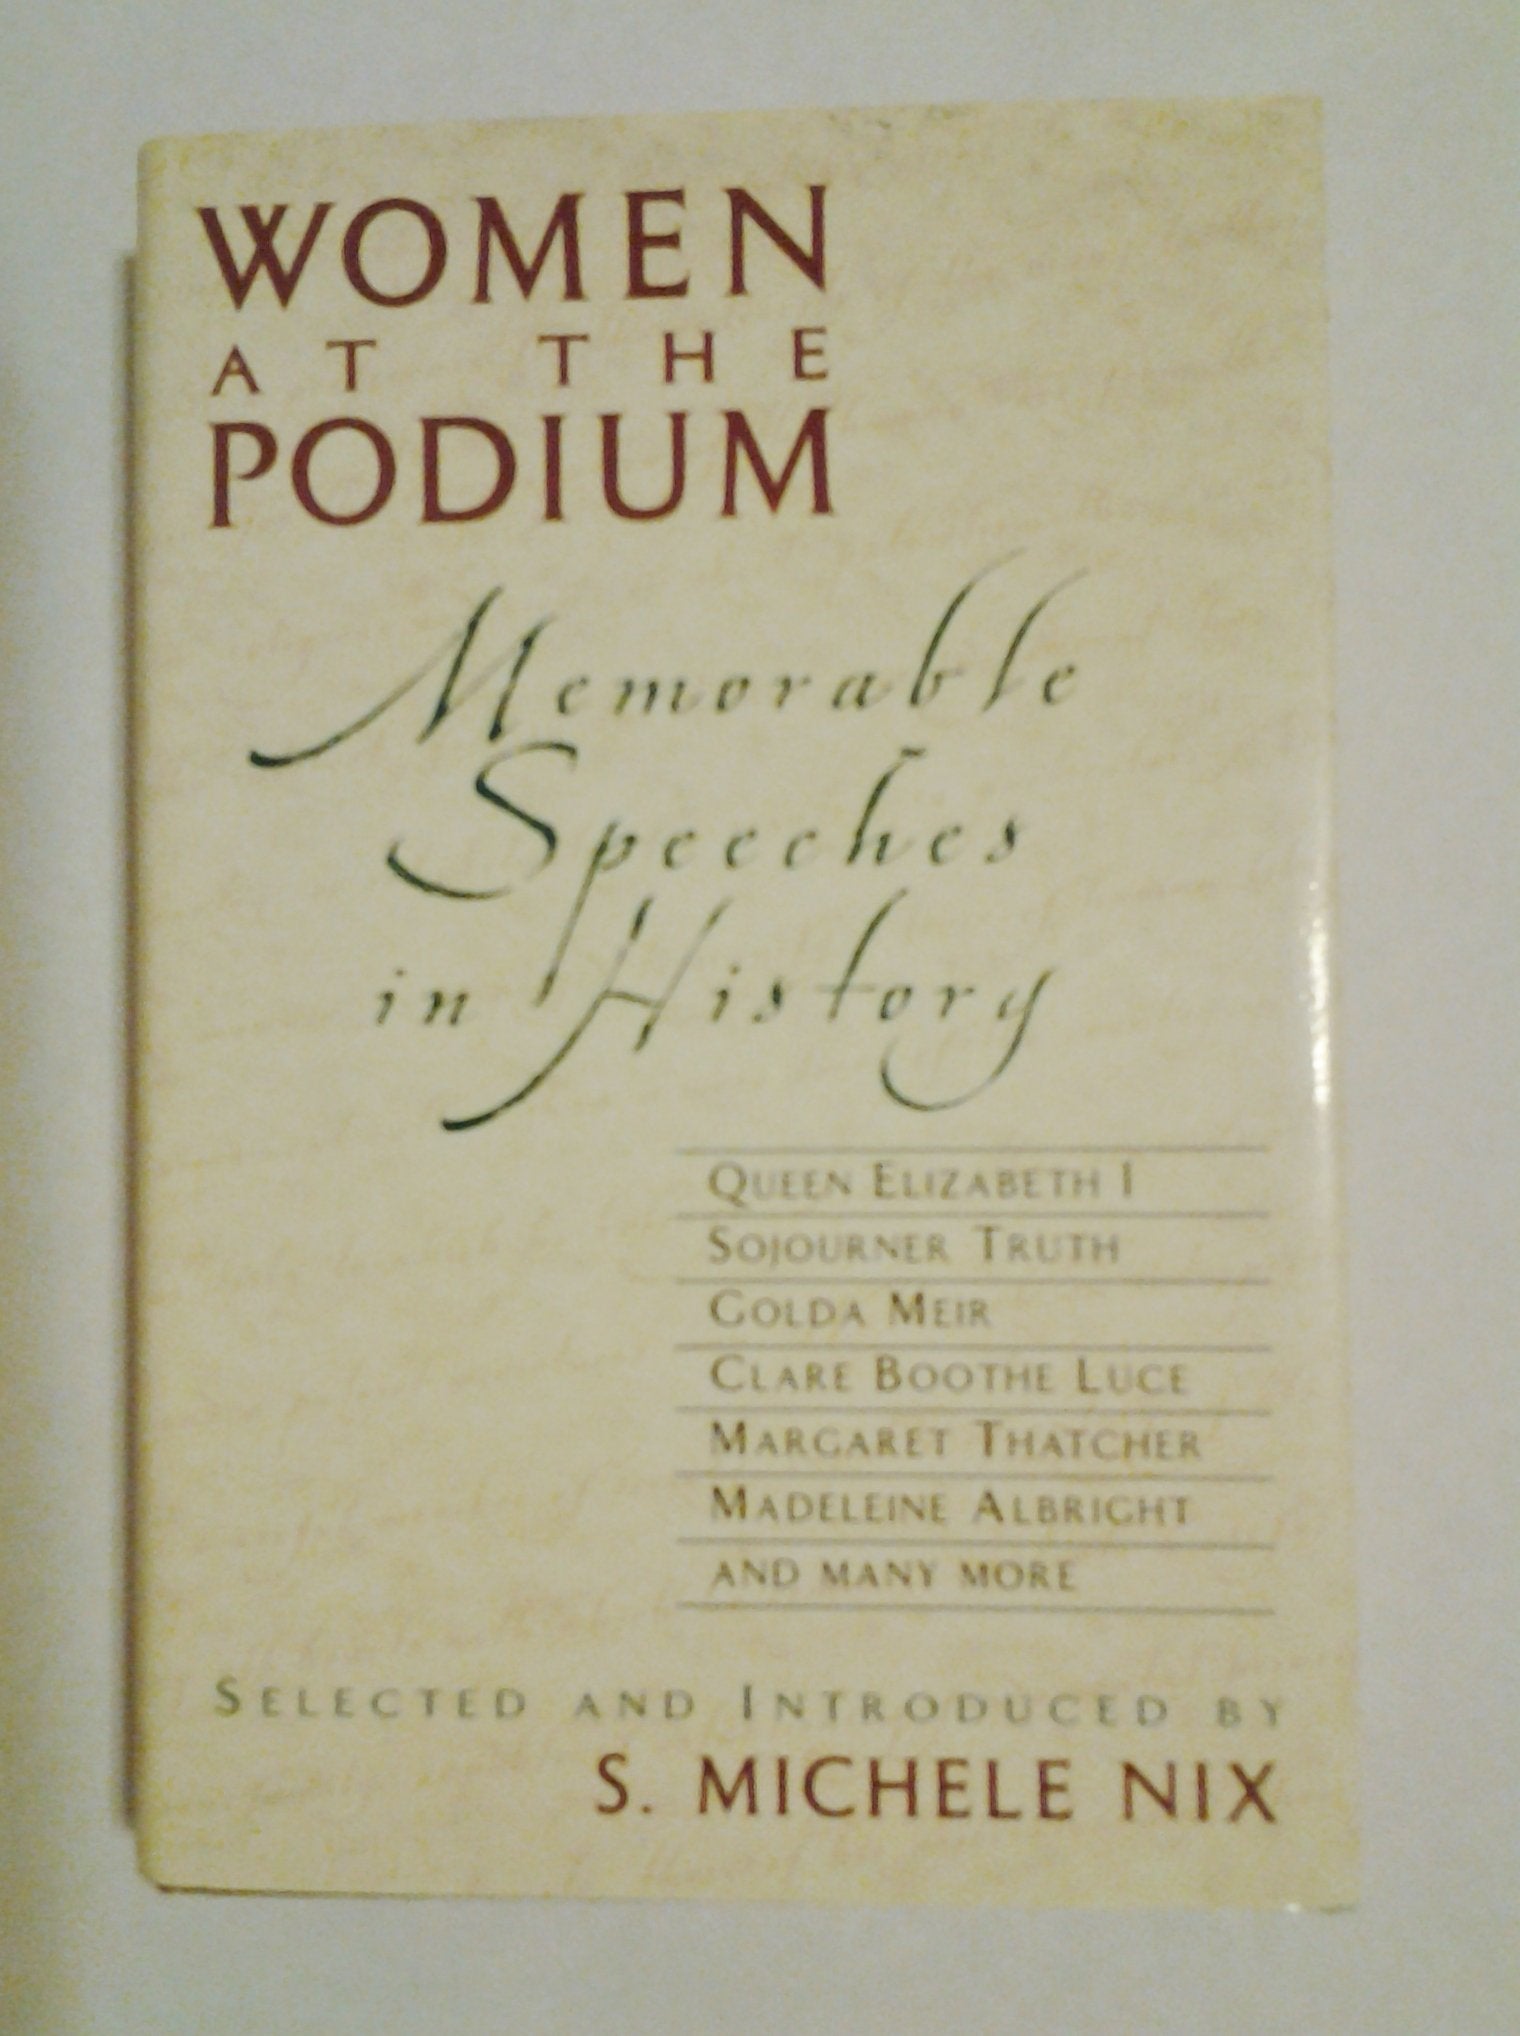 WOMEN
AT THE
PODIUM
Memorable
Speeches
in History
QUEEN ELIZABETH I
SOJOURNER TRUTH
GOLDA MEIR
CLARE BOOTHE LUCE
MARGARET THATCHER
MADELEINE ALBRIGHT
AND MANY MORE
SELECTED AND INTRODUCED BY
S. MICHELE NIX